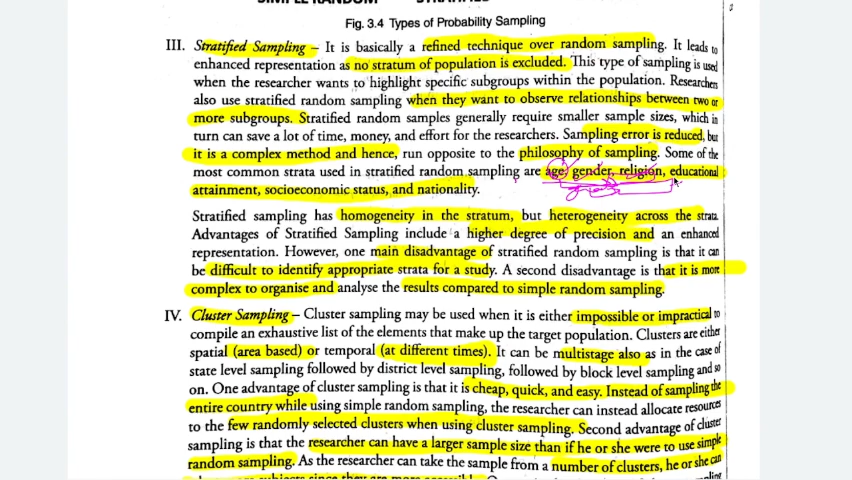 SIMPLE RANDOM STRATIFIED
Fig. 3.4 Types of Probability Sampling
III. Stratified Sampling – It is basically a refined technique over random sampling. It leads to
enhanced representation as no stratum of population is excluded. This type of sampling is used
when the researcher wants to highlight specific subgroups within the population. Researchers
also use stratified random sampling when they want to observe relationships between two or
more subgroups. Stratified random samples generally require smaller sample sizes, which in
turn can save a lot of time, money, and effort for the researchers. Sampling error is reduced, but
it is a complex method and hence, run opposite to the philosophy of sampling. Some of the
most common strata used in stratified random sampling are age, gender, religion, educational
attainment, socioeconomic status, and nationality.
Stratified sampling has homogeneity in the stratum, but heterogeneity across the strata.
Advantages of Stratified Sampling include a higher degree of precision and an enhanced
representation. However, one main disadvantage of stratified random sampling is that it can
be difficult to identify appropriate strata for a study. A second disadvantage is that it is more
complex to organise and analyse the results compared to simple random sampling.
IV. Cluster Sampling – Cluster sampling may be used when it is either impossible or impractical to
compile an exhaustive list of the elements that make up the target population. Clusters are either
spatial (area based) or temporal (at different times). It can be multistage also as in the case of
state level sampling followed by district level sampling, followed by block level sampling and so
on. One advantage of cluster sampling is that it is cheap, quick, and easy. Instead of sampling the
entire country while using simple random sampling, the researcher can instead allocate resources
to the few randomly selected clusters when using cluster sampling. Second advantage of cluster
sampling is that the researcher can have a larger sample size than if he or she were to use simple
random sampling. As the researcher can take the sample from a number of clusters, he or she can